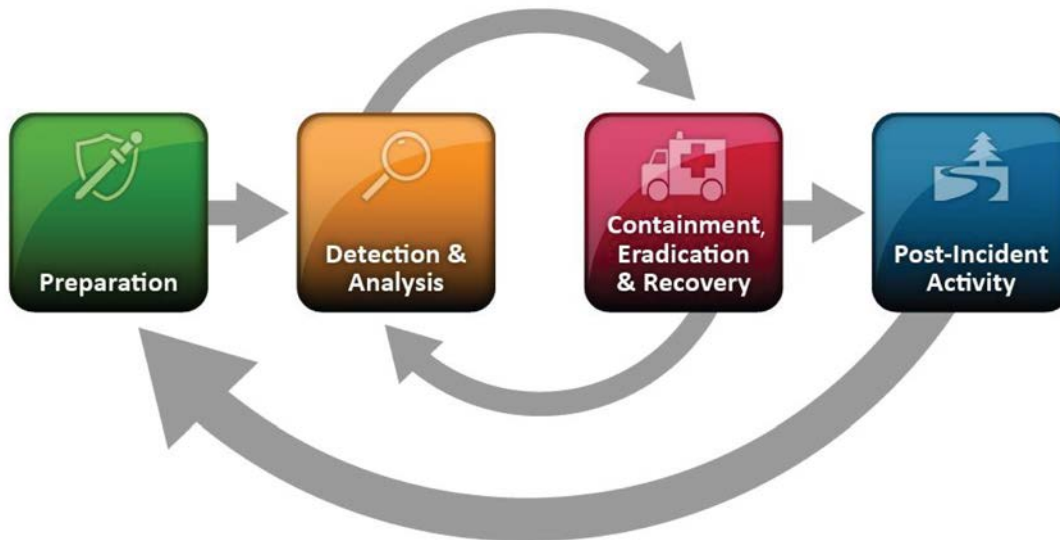 Preparation
Detection &
Analysis
Containment,
Eradication
& Recovery
Post-Incident
Activity